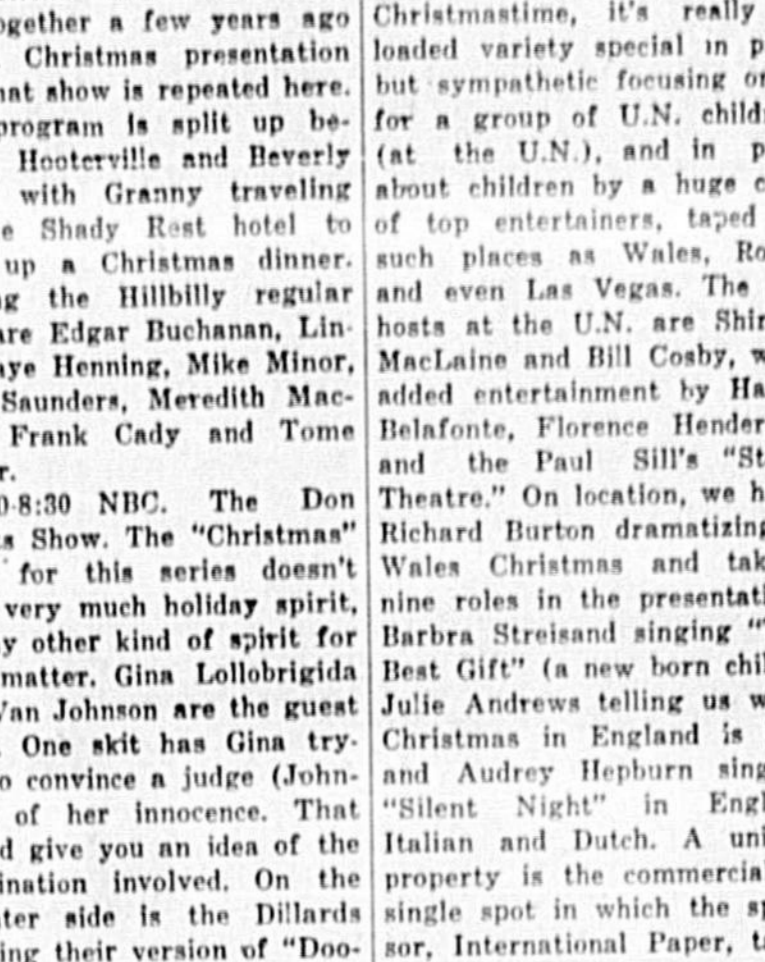 ogether a few years ago
Christmas presentation
hat show is repeated here.
program is split up be-
Hooterville and Beverly
with Granny traveling
e Shady Rest hotel to
up a Christmas dinner.
ng the Hillbilly regular
are Edgar Buchanan, Lin-
aye Henning, Mike Minor,
Saunders, Meredith Mac-
Frank Cady and Tome
r.
0-8:30 NBC. The Don
s Show. The "Christmas"
for this series doesn't
very much holiday spirit,
y other kind of spirit for
matter. Gina Lollobrigida
Van Johnson are the guest
. One skit has Gina try-
o convince a judge (John-
of her innocence. That
d give you an idea of the
ination involved. On the
hter side is the Dillards
ing their version of "Doo-
Christmastime, it's really
loaded variety special in p
but sympathetic focusing o
for a group of U.N. child
(at the U.N.), and in p
about children by a huge c
of top entertainers, taped
such places as Wales, Ro
and even Las Vegas. The
hosts at the U.N. are Shir
MacLaine and Bill Cosby, w
added entertainment by Ha
Belafonte, Florence Hender
and the Paul Sill's "St
Theatre." On location, we h
Richard Burton dramatizing
Wales Christmas and tak
nine roles in the presentati
Barbra Streisand singing "
Best Gift" (a new born chil
Julie Andrews telling us w
Christmas in England is
and Audrey Hepburn sing
"Silent Night" in Engl
Italian and Dutch. A uni
property is the commercial
single spot in which the sp
sor, International Paper, t